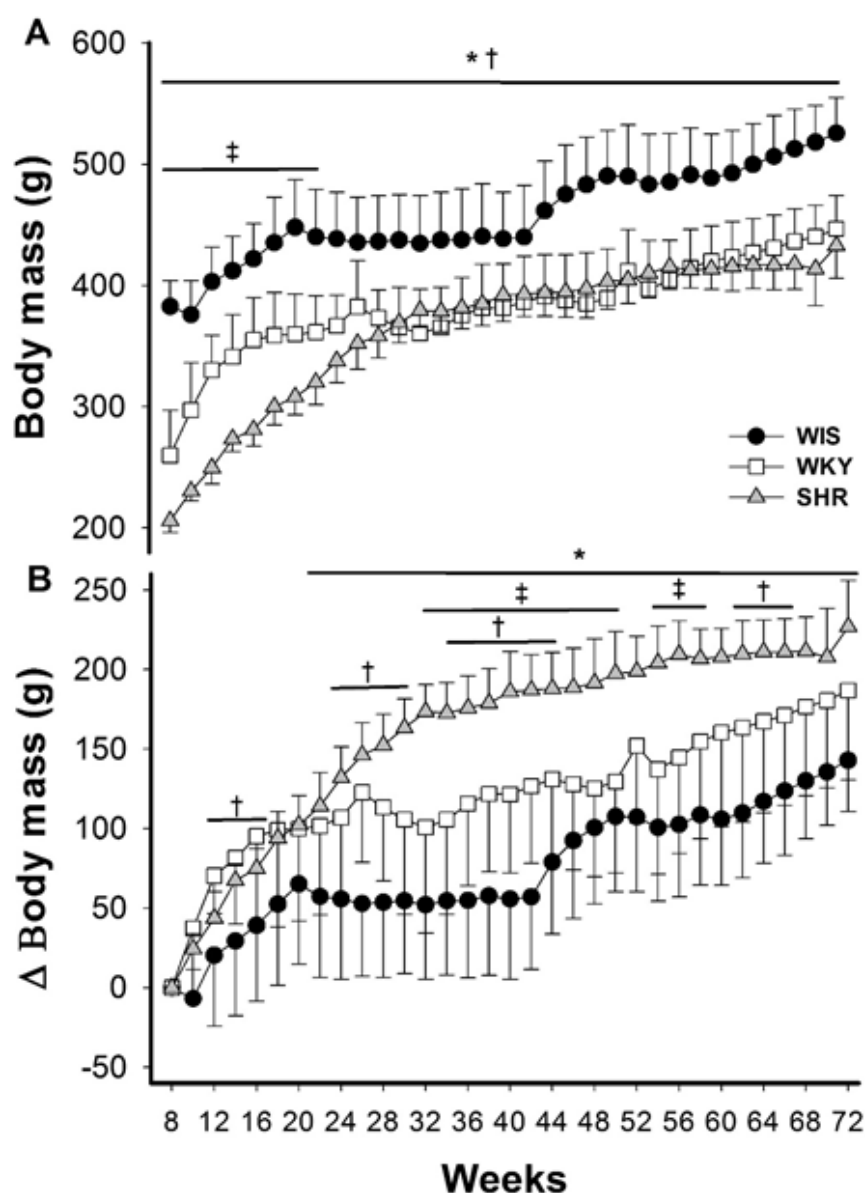 A
600
* †
‡
500
Body mass (g)
400
300
WIS
WKY
SHR
200
B
*
250
‡ ‡ †
†
200
†
150
†
100
Δ Body mass (g)
50
0
-50
8 12 16 20 24 28 32 36 40 44 48 52 56 60 64 68 72
Weeks